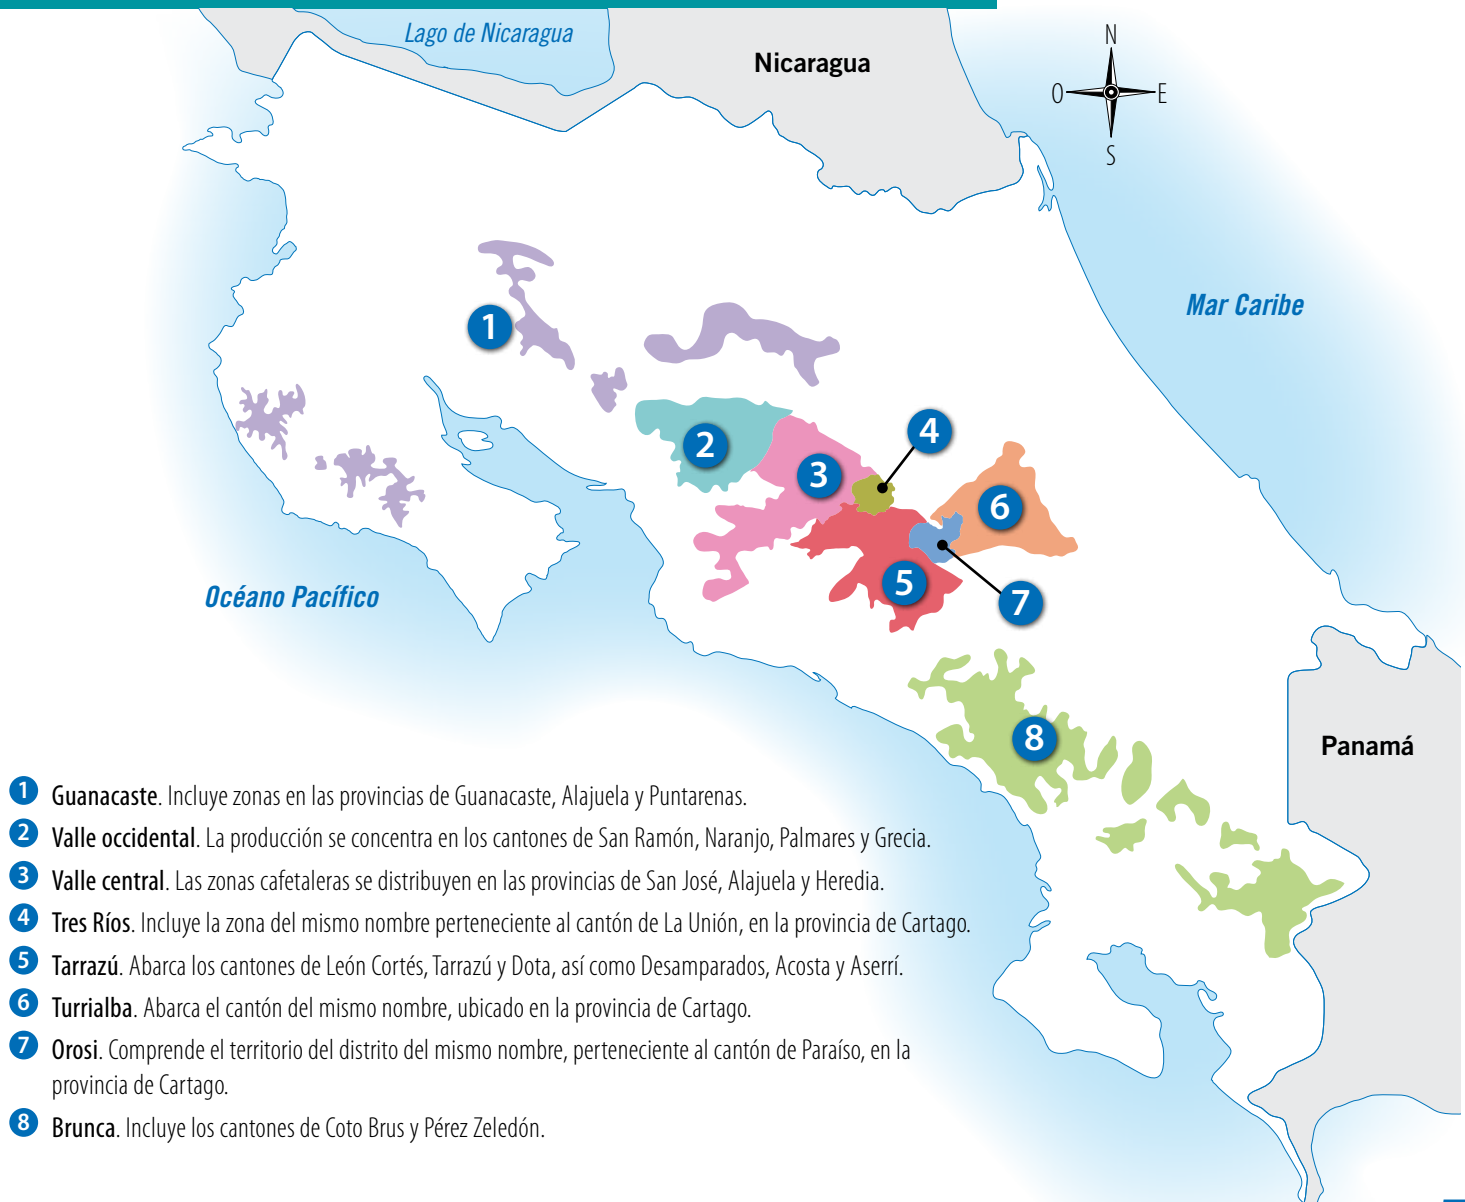 Lago de Nicaragua
Nicaragua
N
O
E
S
Mar Caribe
1
2
3
4
6
5
7
Océano Pacífico
8
Panamá
1 Guanacaste. Incluye zonas en las provincias de Guanacaste, Alajuela y Puntarenas.
2 Valle occidental. La producción se concentra en los cantones de San Ramón, Naranjo, Palmares y Grecia.
3 Valle central. Las zonas cafetaleras se distribuyen en las provincias de San José, Alajuela y Heredia.
4 Tres Ríos. Incluye la zona del mismo nombre perteneciente al cantón de La Unión, en la provincia de Cartago.
5 Tarrazú. Abarca los cantones de León Cortés, Tarrazú y Dota, así como Desamparados, Acosta y Aserrí.
6 Turrialba. Abarca el cantón del mismo nombre, ubicado en la provincia de Cartago.
7 Orosi. Comprende el territorio del distrito del mismo nombre, perteneciente al cantón de Paraíso, en la
provincia de Cartago.
8 Brunca. Incluye los cantones de Coto Brus y Pérez Zeledón.